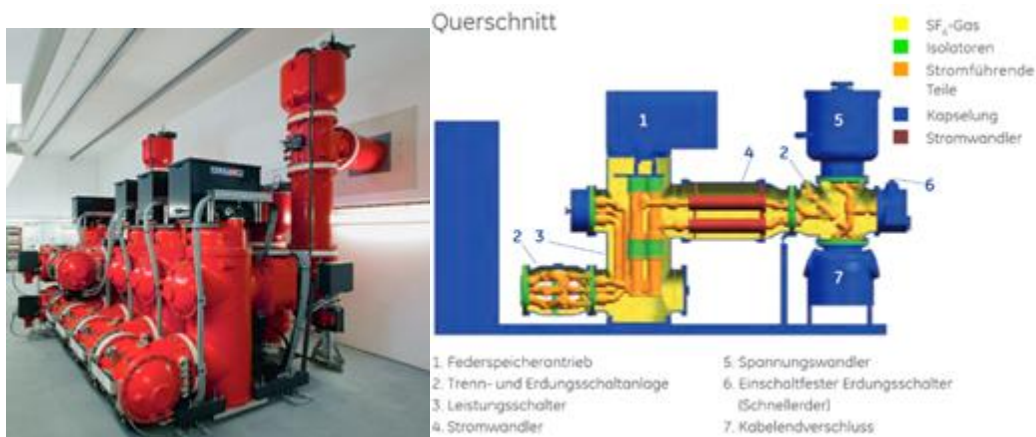 Querschnitt
SF₆-Gas
Isolatoren
Stromführende
Teile
Kapselung
Stromwandler
1
5
2
4
6
2
3
7
1. Federspeicherantrieb
2. Trenn- und Erdungsschaltanlage
3. Leistungsschalter
4. Stromwandler
5. Spannungswandler
6. Einschaltfester Erdungsschalter
(Schnellerder)
7. Kabelendverschluss